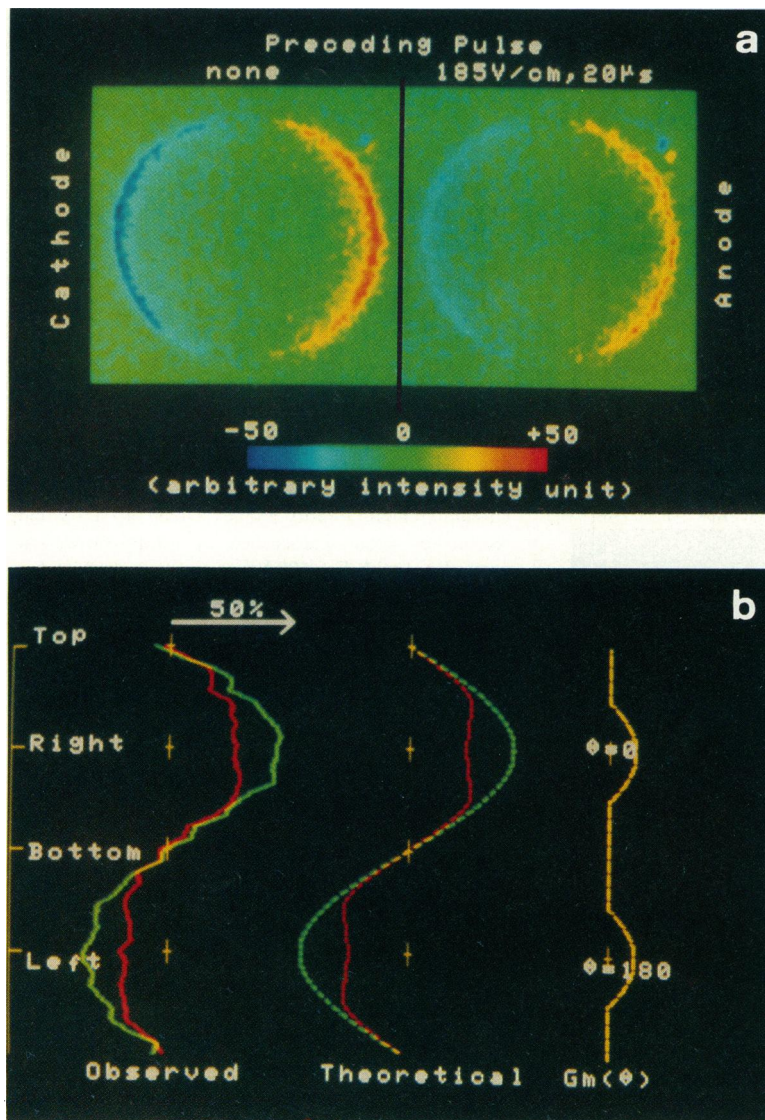 a
Preceding Pulse
none
185V/cm, 20µs
Cathode
Anode
-50 0 +50
(arbitrary intensity unit)
b
50%
Top
Right
Bottom
Left
θ=0
θ=180
Observed
Theoretical
Gm(θ)